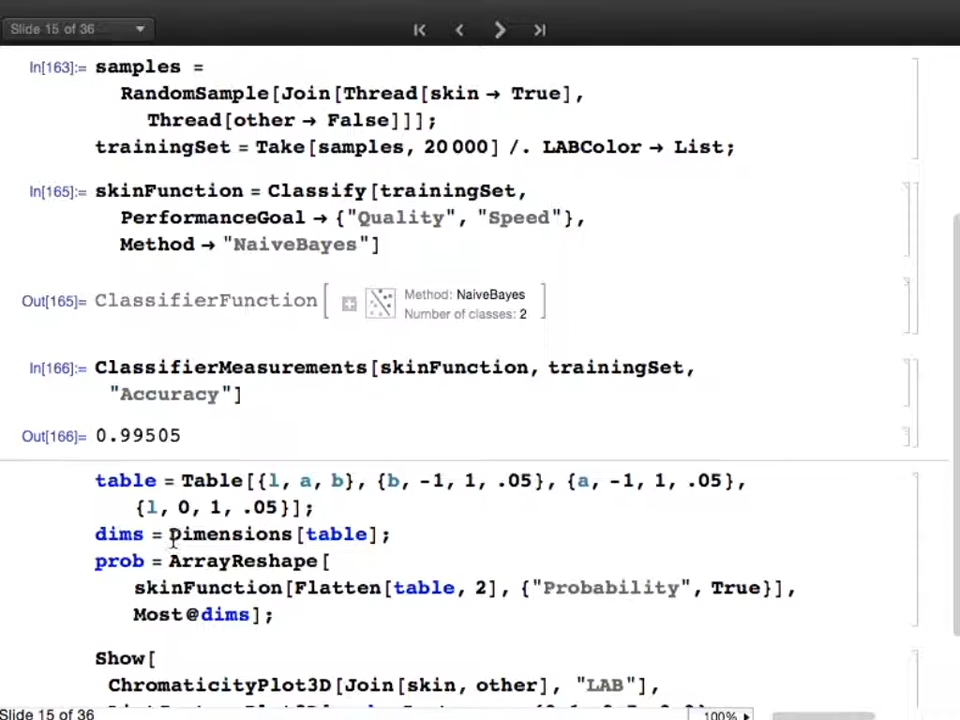 Slide 15 of 36
In[163]:= samples =
RandomSample[Join[Thread[skin → True],
Thread[other → False]]];
trainingSet = Take[samples, 20 000] /. LABColor → List;
In[165]:= skinFunction = Classify[trainingSet,
PerformanceGoal → {"Quality", "Speed"},
Method → "NaiveBayes"]
Out[165]= ClassifierFunction[
Method: NaiveBayes
Number of classes: 2
]
In[166]:= ClassifierMeasurements[skinFunction, trainingSet,
"Accuracy"]
Out[166]= 0.99505
table = Table[{l, a, b}, {b, -1, 1, .05}, {a, -1, 1, .05},
{l, 0, 1, .05}];
dims = Dimensions[table];
prob = ArrayReshape[
skinFunction[Flatten[table, 2], {"Probability", True}],
Most@dims];
Show[
ChromaticityPlot3D[Join[skin, other], "LAB"],
Slide 15 of 36
100%